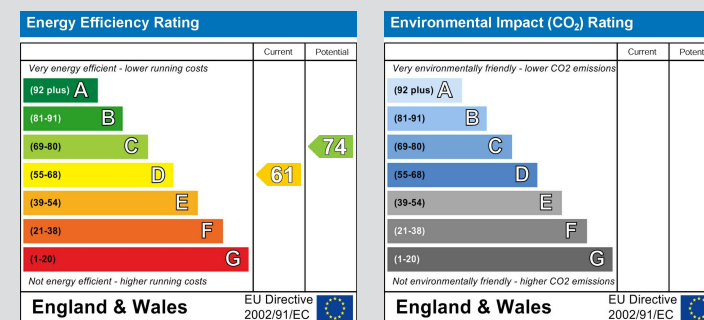 Energy Efficiency Rating
Current Potential
Very energy efficient - lower running costs
(92 plus) A
(81-91) B
(69-80) C
74
(55-68) D
61
(39-54) E
(21-38) F
(1-20) G
Not energy efficient - higher running costs
England & Wales
EU Directive
2002/91/EC
Environmental Impact (CO₂) Rating
Current Potent
Very environmentally friendly - lower CO2 emissions
(92 plus) A
(81-91) B
(69-80) C
(55-68) D
(39-54) E
(21-38) F
(1-20) G
Not environmentally friendly - higher CO2 emissions
England & Wales
EU Directive
2002/91/EC